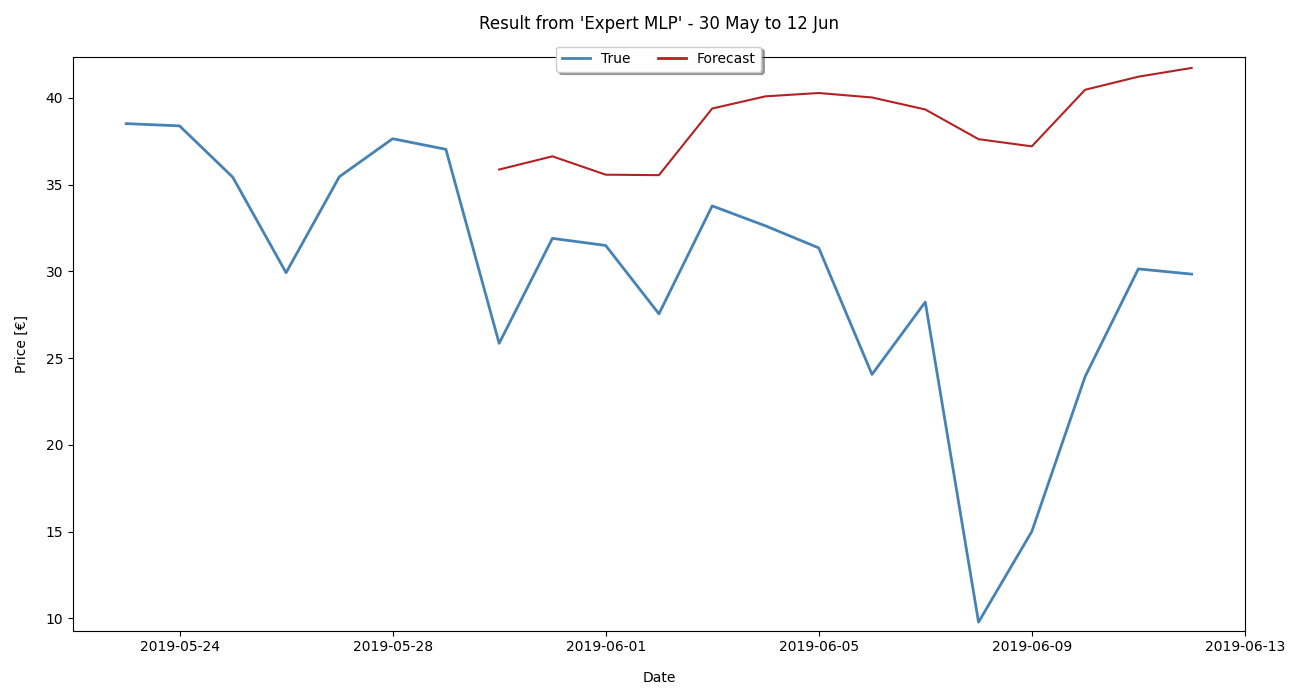 Result from 'Expert MLP' - 30 May to 12 Jun
True Forecast
40
35
30
25
20
15
10
Price [€]
2019-05-24 2019-05-28 2019-06-01 2019-06-05 2019-06-09 2019-06-13
Date